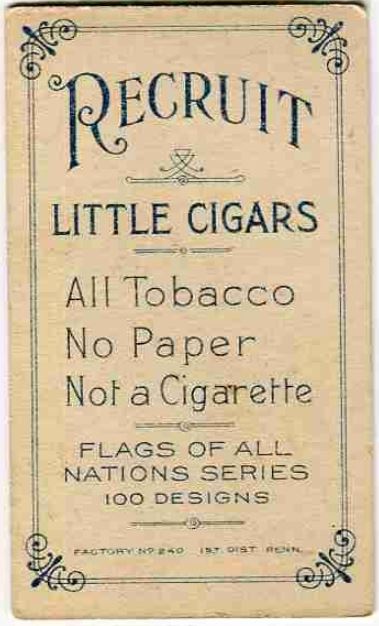 RECRUIT
LITTLE CIGARS
All Tobacco
No Paper
Not a Cigarette
FLAGS OF ALL
NATIONS SERIES
100 DESIGNS
FACTORY Nº 240 1ST. DIST. PENN.